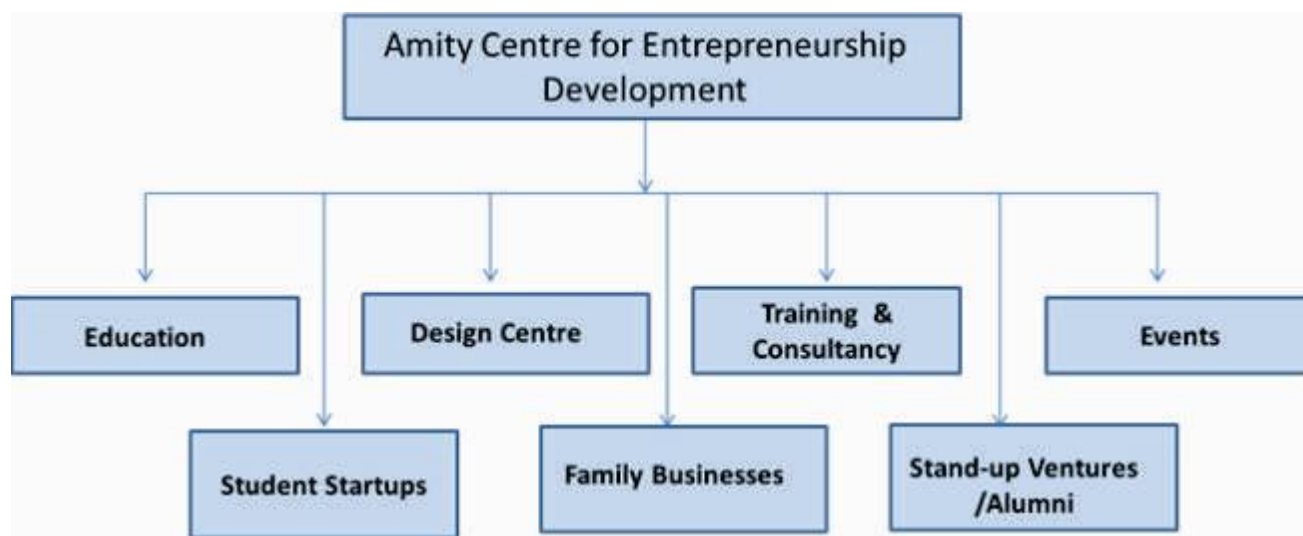 Amity Centre for Entrepreneurship
Development
Education
Design Centre
Training &
Consultancy
Events
Student Startups
Family Businesses
Stand-up Ventures
/Alumni